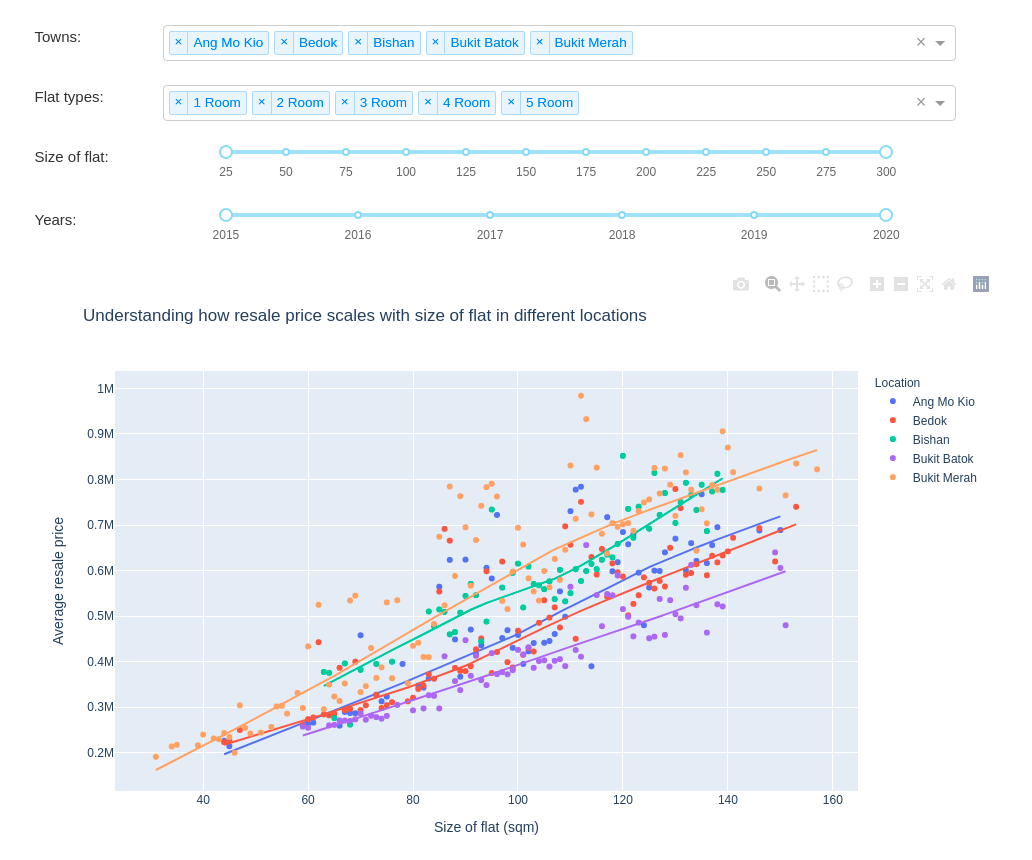 Towns:
× Ang Mo Kio × Bedok × Bishan × Bukit Batok × Bukit Merah ×
Flat types:
× 1 Room × 2 Room × 3 Room × 4 Room × 5 Room ×
Size of flat:
25 50 75 100 125 150 175 200 225 250 275 300
Years:
2015 2016 2017 2018 2019 2020
Understanding how resale price scales with size of flat in different locations
Average resale price
1M
0.9M
0.8M
0.7M
0.6M
0.5M
0.4M
0.3M
0.2M
40 60 80 100 120 140 160
Size of flat (sqm)
Location
Ang Mo Kio
Bedok
Bishan
Bukit Batok
Bukit Merah